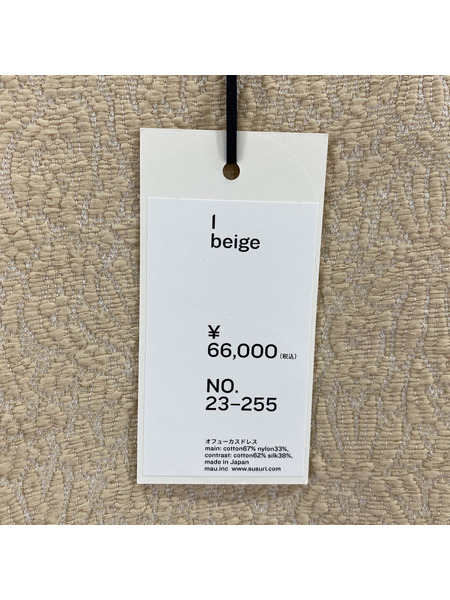 1
beige
¥
66,000(税込)
NO.
23-255
オフューカスドレス
main: cotton67% nylon33%,
contrast: cotton62% silk38%,
made in Japan
mau.inc www.susuri.com